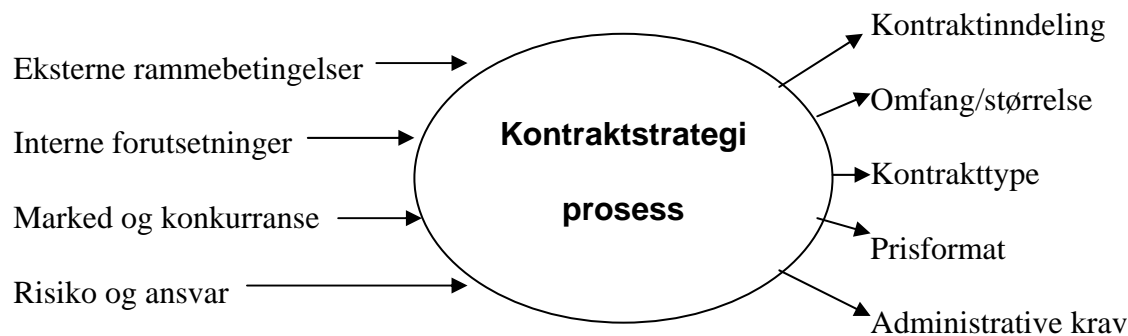 Eksterne rammebetingelser
Interne forutsetninger
Marked og konkurranse
Risiko og ansvar
Kontraktstrategi
prosess
Kontraktinndeling
Omfang/størrelse
Kontrakttype
Prisformat
Administrative krav